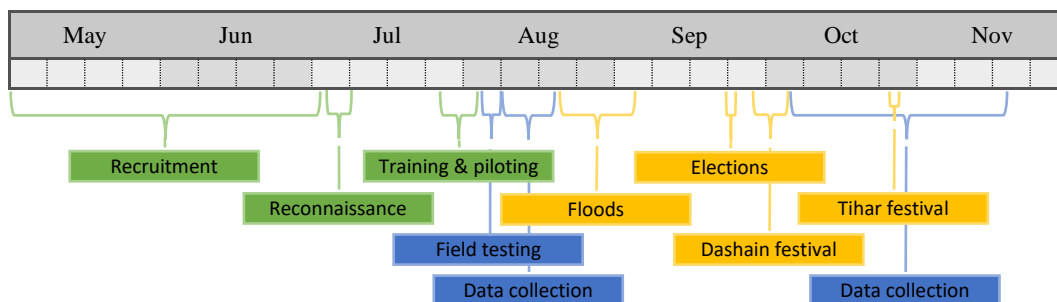 May Jun Jul Aug Sep Oct Nov
Recruitment Training & piloting Elections
Reconnaissance Floods Tihar festival
Field testing Dashain festival
Data collection Data collection